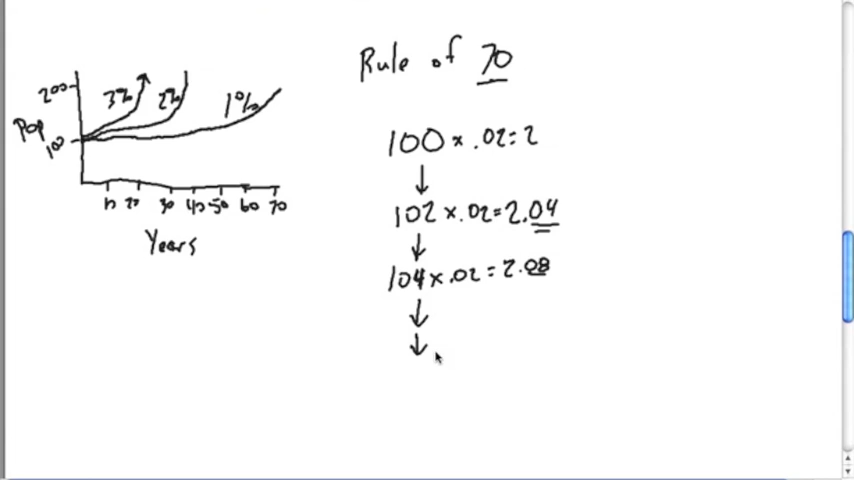 Rule of 70
200
3%
2%
1%
Pop
100
10 20 30 40 50 60 70
Years
100 x .02 = 2
102 x .02 = 2.04
104 x .02 = 2.08